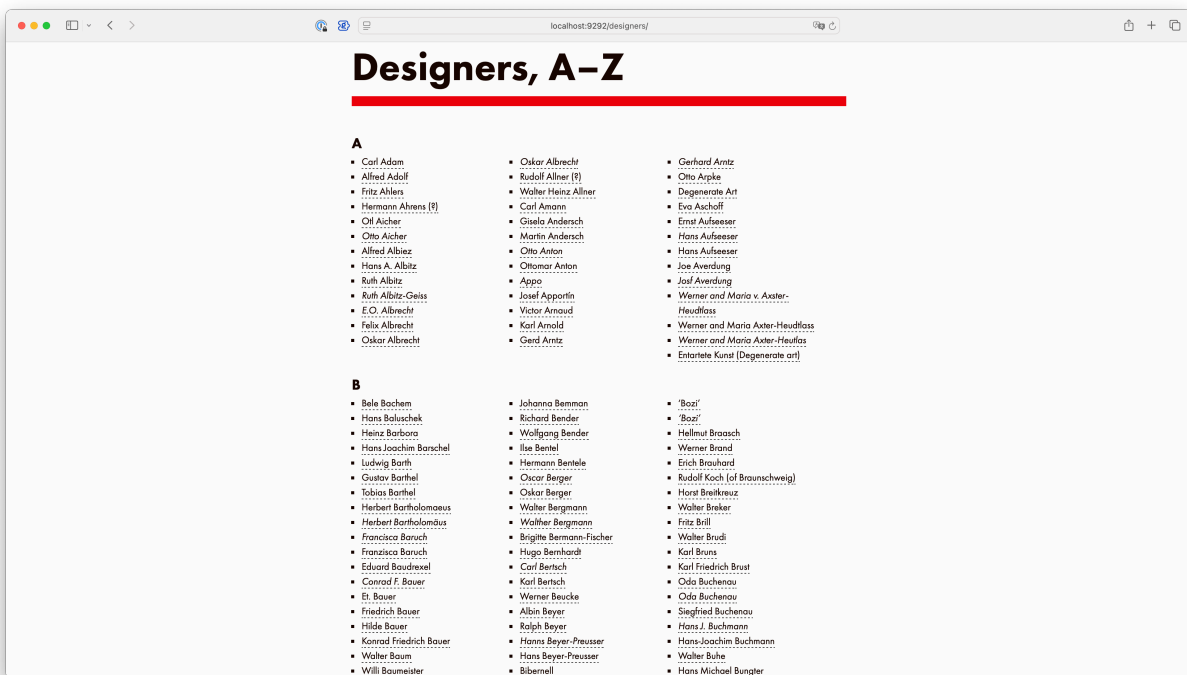 localhost:9292/designers/
Designers, A–Z
A
Carl Adam
Alfred Adolf
Fritz Ahlers
Hermann Ahrens (?)
Otl Aicher
Otto Aicher
Alfred Albiez
Hans A. Albitz
Ruth Albitz
Ruth Albitz-Geiss
E.O. Albrecht
Felix Albrecht
Oskar Albrecht
Oskar Albrecht
Rudolf Allner (?)
Walter Heinz Allner
Carl Amann
Gisela Andersch
Martin Andersch
Otto Anton
Ottomar Anton
Appo
Josef Apportin
Victor Arnaud
Karl Arnold
Gerd Arntz
Gerhard Arntz
Otto Arpke
Degenerate Art
Eva Aschoff
Ernst Aufseeser
Hans Aufseeser
Hans Aufseeser
Joe Averdung
Josf Averdung
Werner and Maria v. Axster-
Heudtlass
Werner and Maria Axter-Heudtlass
Werner and Maria Axter-Heutlas
Entartete Kunst (Degenerate art)
B
Bele Bachem
Hans Baluschek
Heinz Barbora
Hans Joachim Barschel
Ludwig Barth
Gustav Barthel
Tobias Barthel
Herbert Bartholomaeus
Herbert Bartholomäus
Francisca Baruch
Franzisca Baruch
Eduard Baudrexel
Conrad F. Bauer
Et. Bauer
Friedrich Bauer
Hilde Bauer
Konrad Friedrich Bauer
Walter Baum
Willi Baumeister
Johanna Bemman
Richard Bender
Wolfgang Bender
Ilse Bentel
Hermann Bentele
Oscar Berger
Oskar Berger
Walter Bergmann
Walther Bergmann
Brigitte Bermann-Fischer
Hugo Bernhardt
Carl Bertsch
Karl Bertsch
Werner Beucke
Albin Beyer
Ralph Beyer
Hanns Beyer-Preusser
Hans Beyer-Preusser
Bibernell
‘Bozi’
‘Bozi’
Hellmut Braasch
Werner Brand
Erich Brauhard
Rudolf Koch (of Braunschweig)
Horst Breitkreuz
Walter Breker
Fritz Brill
Walter Brudi
Karl Bruns
Karl Friedrich Brust
Oda Buchenau
Oda Buchenau
Siegfried Buchenau
Hans J. Buchmann
Hans-Joachim Buchmann
Walter Buhe
Hans Michael Bungter